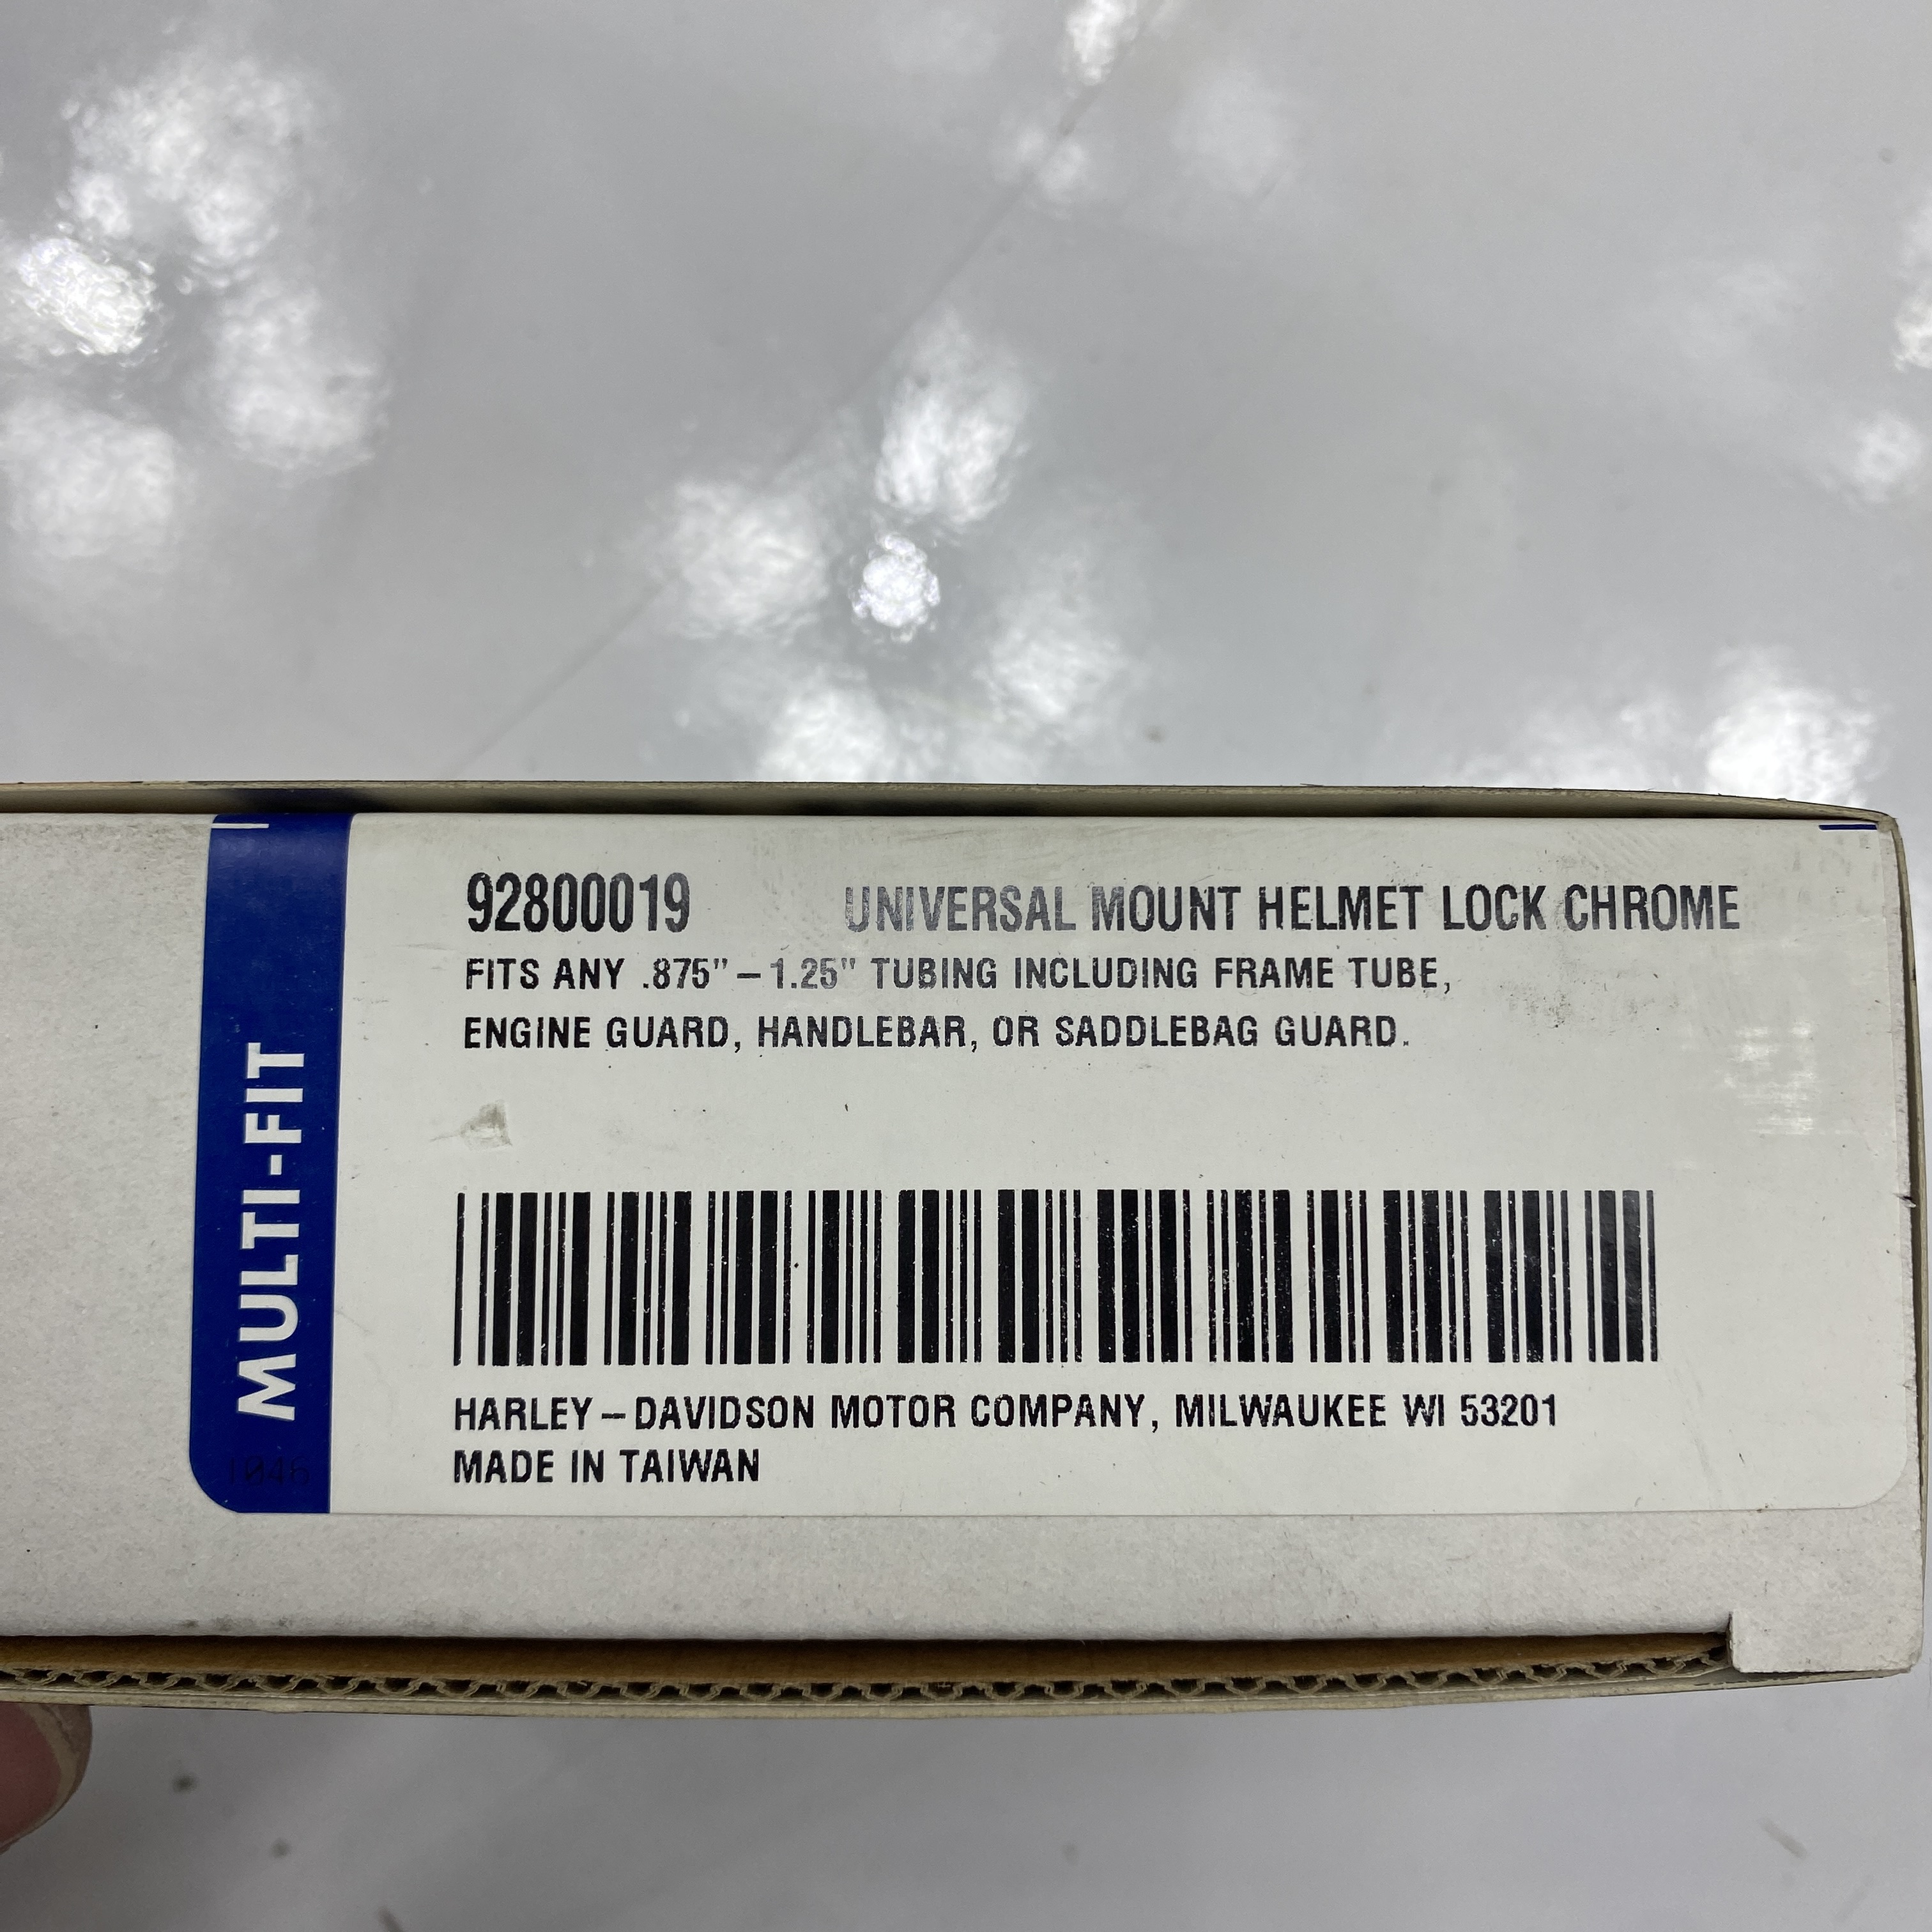 MULTI-FIT
92800019 UNIVERSAL MOUNT HELMET LOCK CHROME
FITS ANY .875"–1.25" TUBING INCLUDING FRAME TUBE,
ENGINE GUARD, HANDLEBAR, OR SADDLEBAG GUARD.
HARLEY–DAVIDSON MOTOR COMPANY, MILWAUKEE WI 53201
MADE IN TAIWAN